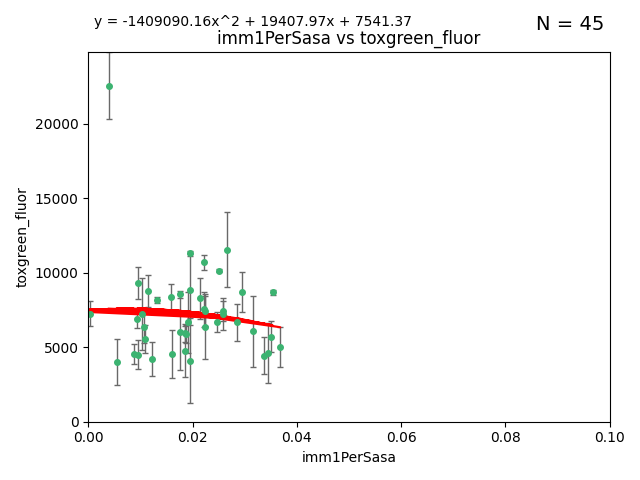 y = -1409090.16x^2 + 19407.97x + 7541.37
N = 45
imm1PerSasa vs toxgreen_fluor
20000
15000
10000
5000
0
toxgreen_fluor
0.00 0.02 0.04 0.06 0.08 0.10
imm1PerSasa